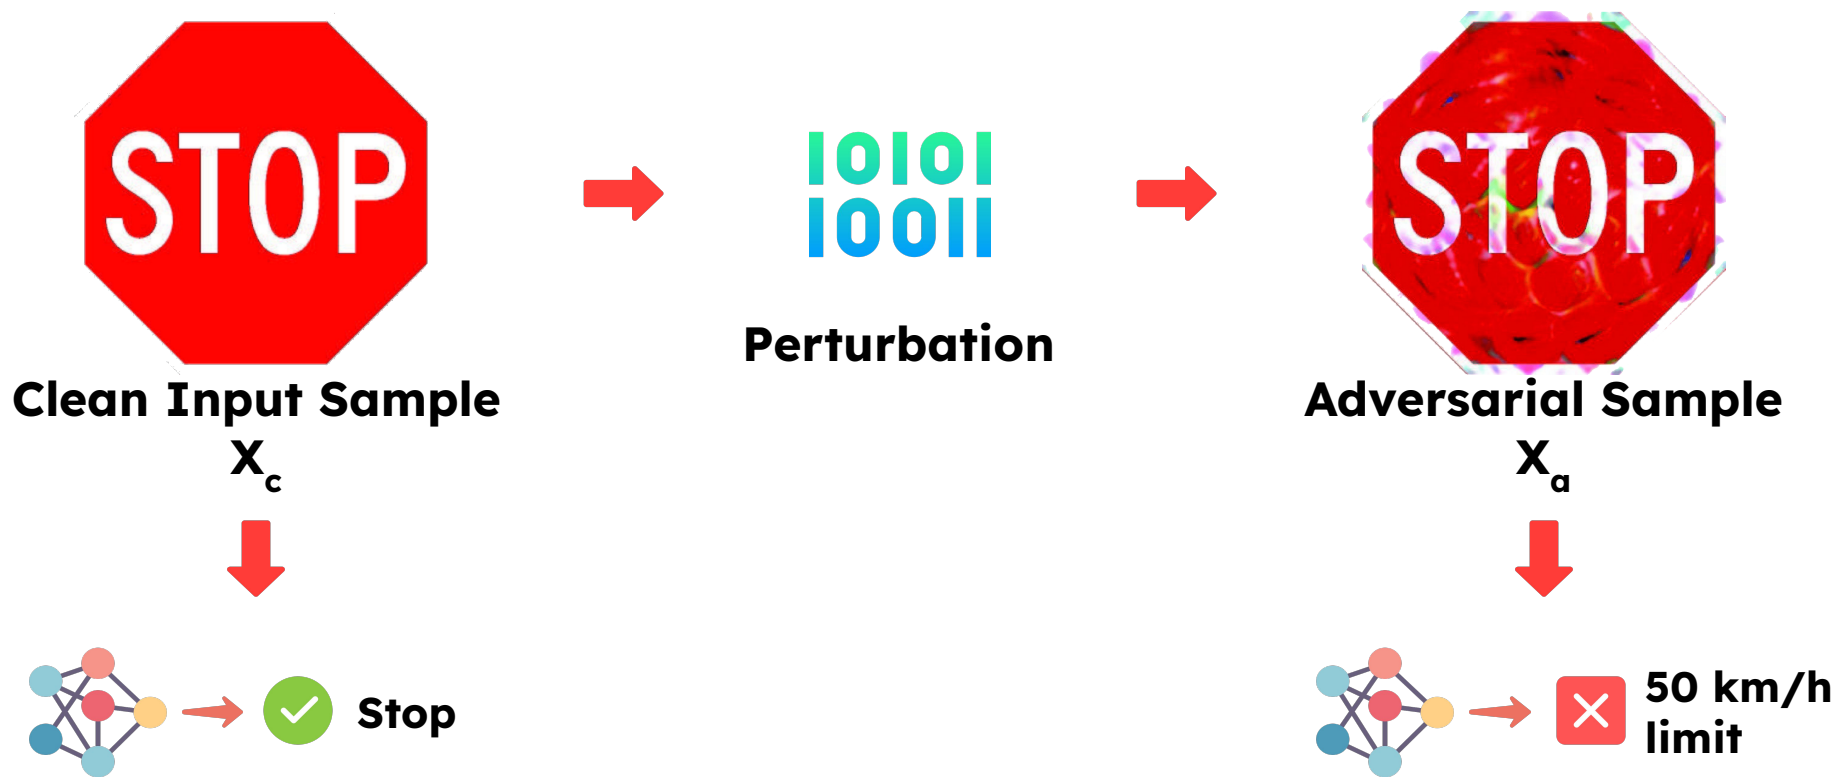 STOP
10101
10011
STOP
Perturbation
Clean Input Sample
Xc
Adversarial Sample
Xa
Stop
50 km/h
limit